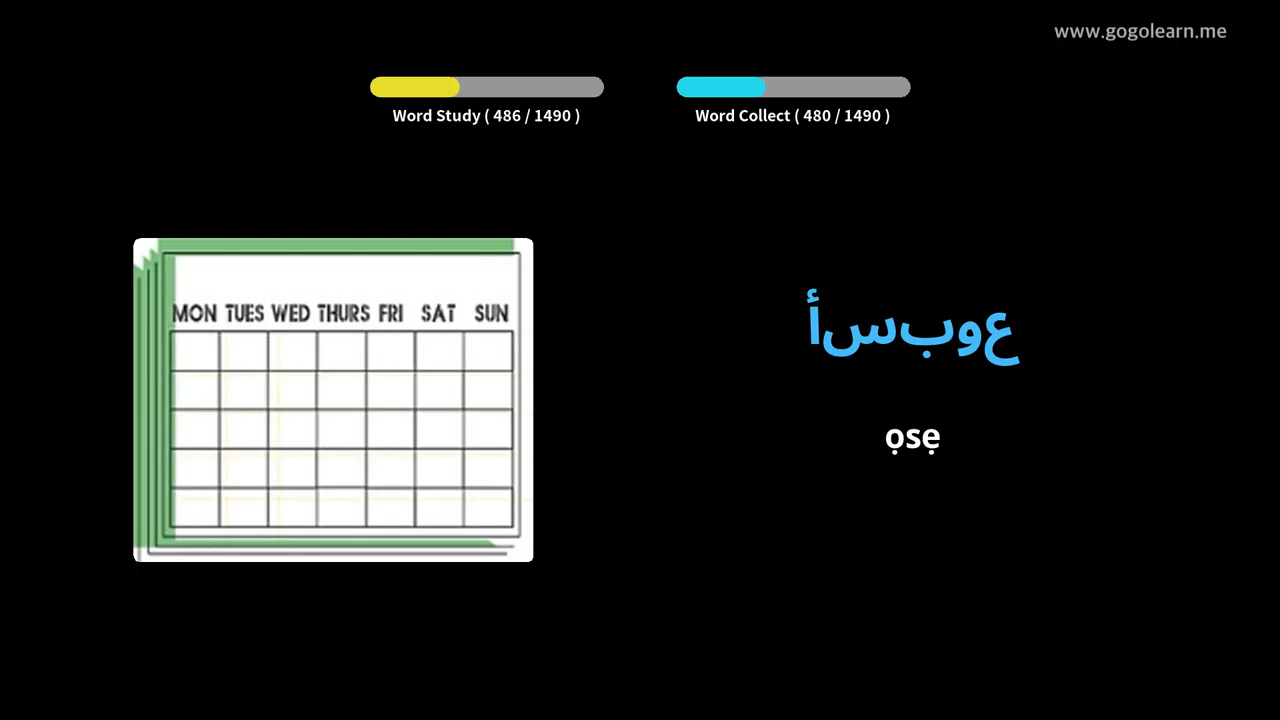 www.gogolearn.me
Word Study ( 486 / 1490 )
Word Collect ( 480 / 1490 )
MON TUES WED THURS FRI SAT SUN
أسبوع
ọsẹ